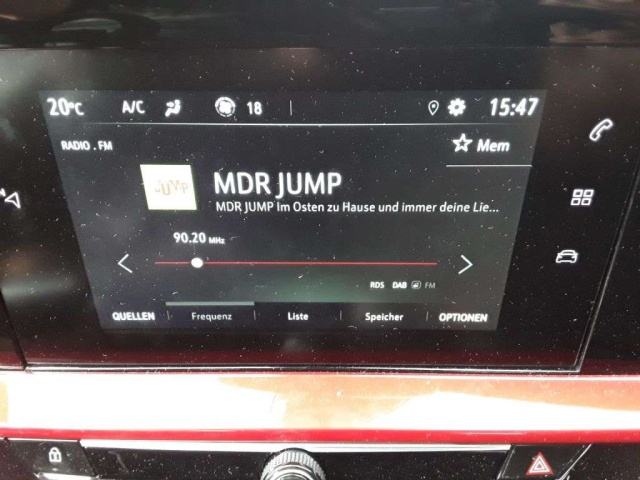 20°C A/C 18 15:47
RADIO . FM
Mem
JUMP
MDR JUMP
MDR JUMP Im Osten zu Hause und immer deine Lie...
90.20 MHz
RDS DAB FM
QUELLEN Frequenz Liste Speicher OPTIONEN